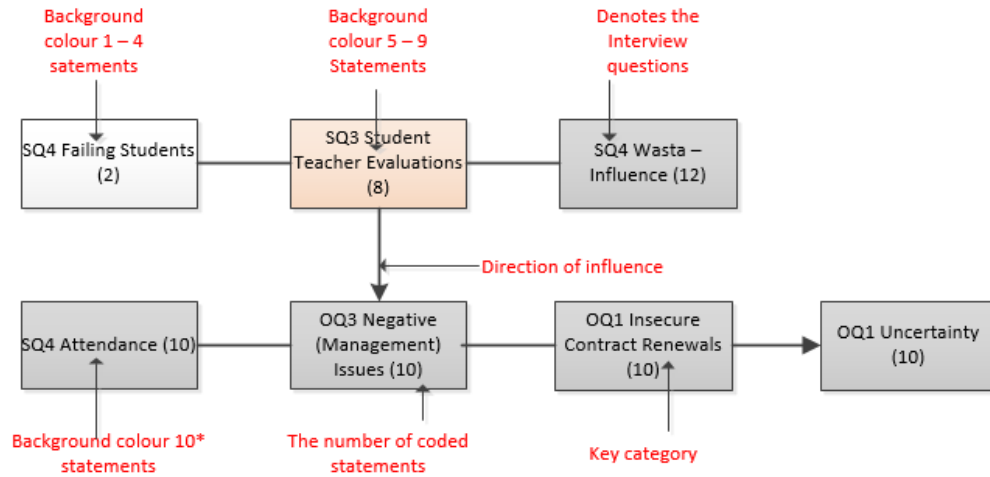 Background
colour 1 – 4
satements
Background
colour 5 – 9
Statements
Denotes the
Interview
questions
SQ4 Failing Students
(2)
SQ3 Student
Teacher Evaluations
(8)
SQ4 Wasta –
Influence (12)
Direction of influence
SQ4 Attendance (10)
OQ3 Negative
(Management)
Issues (10)
OQ1 Insecure
Contract Renewals
(10)
OQ1 Uncertainty
(10)
Background colour 10*
statements
The number of coded
statements
Key category